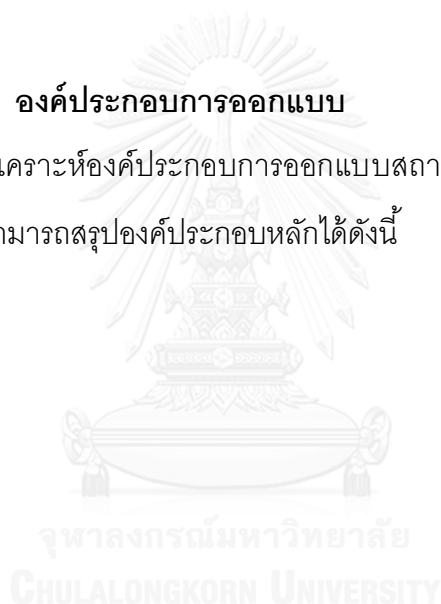 องค์ประกอบการออกแบบ
เคราะห์องค์ประกอบการออกแบบสถา
ามารถสรุปองค์ประกอบหลักได้ดังนี้
จุฬาลงกรณ์มหาวิทยาลัย
CHULALONGKORN UNIVERSITY